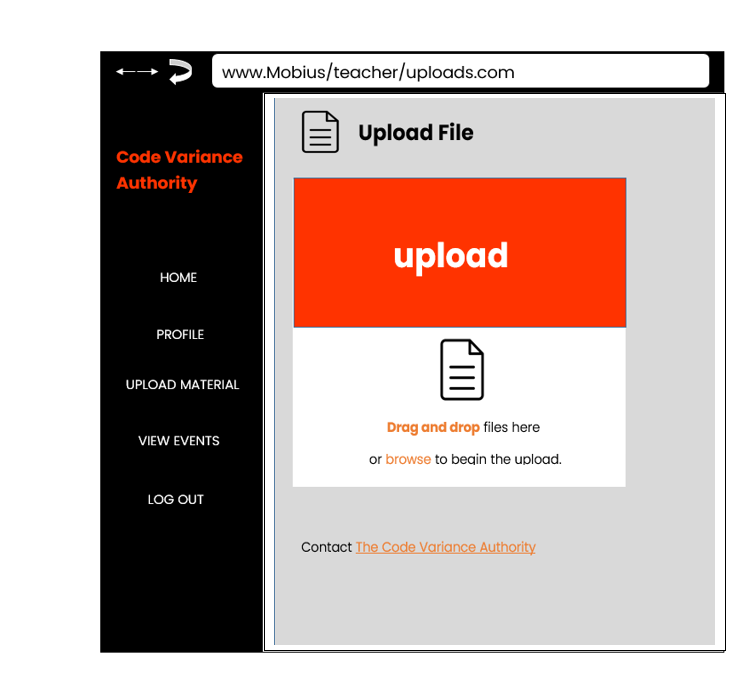 www.Mobius/teacher/uploads.com
Code Variance
Authority
HOME
PROFILE
UPLOAD MATERIAL
VIEW EVENTS
LOG OUT
Upload File
upload
Drag and drop files here
or browse to begin the upload.
Contact The Code Variance Authority